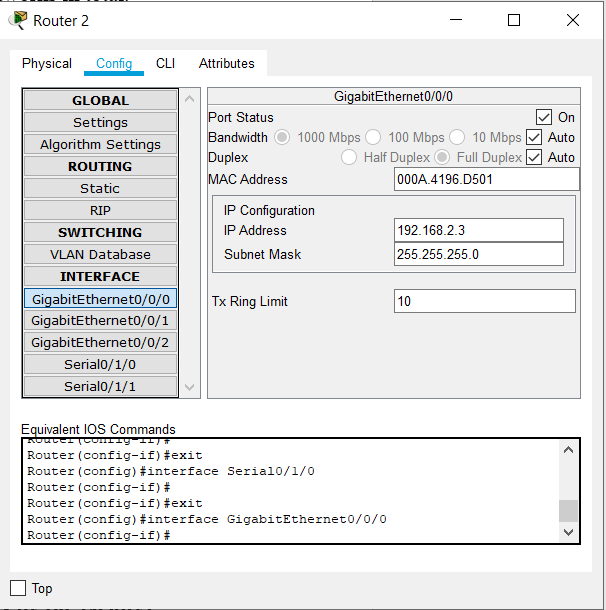 Router 2
Physical Config CLI Attributes
GLOBAL
Settings
Algorithm Settings
ROUTING
Static
RIP
SWITCHING
VLAN Database
INTERFACE
GigabitEthernet0/0/0
GigabitEthernet0/0/1
GigabitEthernet0/0/2
Serial0/1/0
Serial0/1/1
GigabitEthernet0/0/0
Port Status On
Bandwidth 1000 Mbps 100 Mbps 10 Mbps Auto
Duplex Half Duplex Full Duplex Auto
MAC Address 000A.4196.D501
IP Configuration
IP Address 192.168.2.3
Subnet Mask 255.255.255.0
Tx Ring Limit 10
Equivalent IOS Commands
Router(config-if)#
Router(config-if)#exit
Router(config)#interface Serial0/1/0
Router(config-if)#
Router(config-if)#exit
Router(config)#interface GigabitEthernet0/0/0
Router(config-if)#
Top